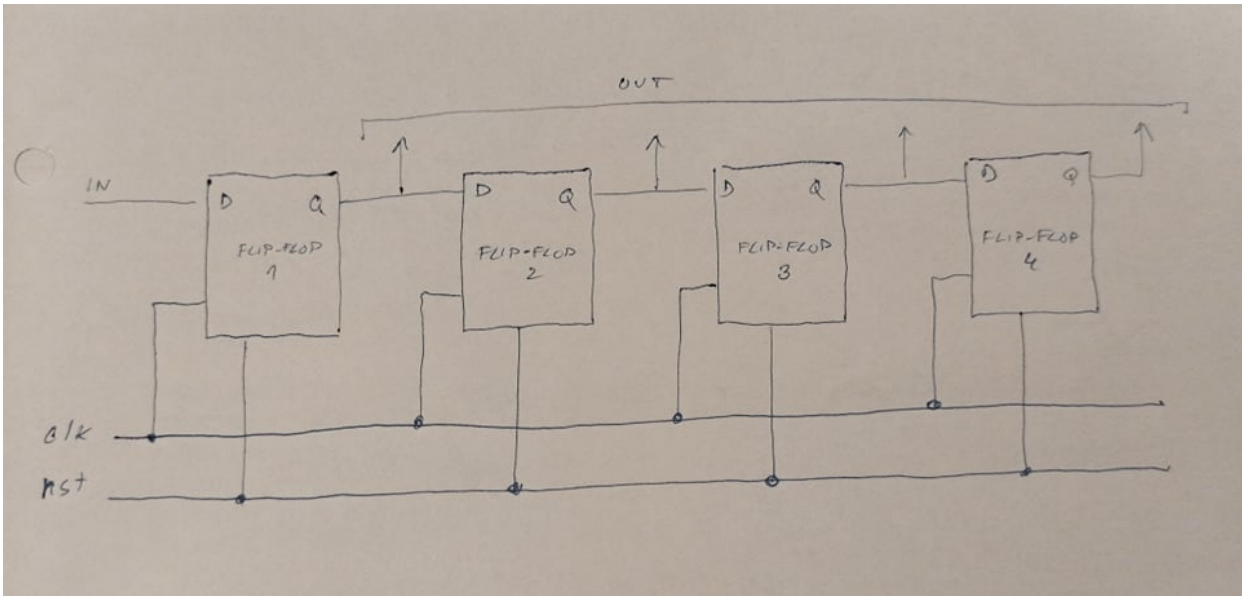 OUT
IN
D Q
FLIP-FLOP
1
D Q
FLIP-FLOP
2
D Q
FLIP-FLOP
3
D Q
FLIP-FLOP
4
clk
rst